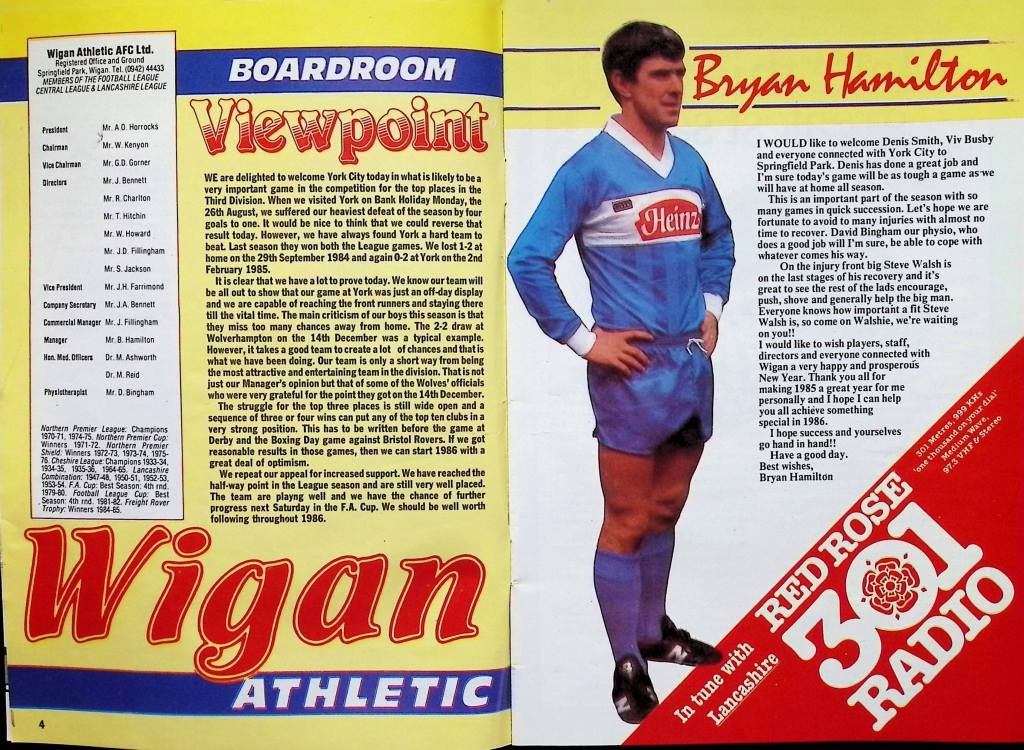 Wigan Athletic AFC Ltd.
Registered Office and Ground
Springfield Park, Wigan. Tel. (0942) 44433
MEMBERS OF THE FOOTBALL LEAGUE
CENTRAL LEAGUE & LANCASHIRE LEAGUE
President Mr. A.D. Horrocks
Chairman Mr. W. Kenyon
Vice Chairman Mr. G.D. Gorner
Directors Mr. J. Bennett
Mr. R. Charlton
Mr. T. Hitchin
Mr. W. Howard
Mr. J.D. Fillingham
Mr. S. Jackson
Vice President Mr. J.H. Farrimond
Company Secretary Mr. J.A. Bennett
Commercial Manager Mr. J. Fillingham
Manager Mr. B. Hamilton
Hon. Med. Officers Dr. M. Ashworth
Dr. M. Reid
Physiotherapist Mr. D. Bingham
Northern Premier League: Champions
1970-71, 1974-75. Northern Premier Cup:
Winners 1971-72. Northern Premier
Shield: Winners 1972-73, 1973-74, 1975-
76. Cheshire League: Champions 1933-34,
1934-35, 1935-36, 1964-65. Lancashire
Combination: 1947-48, 1950-51, 1952-53,
1953-54. F.A. Cup: Best Season: 4th rnd.
1979-80. Football League Cup: Best
Season: 4th rnd. 1981-82. Freight Rover
Trophy: Winners 1984-85.
BOARDROOM
Viewpoint
WE are delighted to welcome York City today in what is likely to be a
very important game in the competition for the top places in the
Third Division. When we visited York on Bank Holiday Monday, the
26th August, we suffered our heaviest defeat of the season by four
goals to one. It would be nice to think that we could reverse that
result today. However, we have always found York a hard team to
beat. Last season they won both the League games. We lost 1-2 at
home on the 29th September 1984 and again 0-2 at York on the 2nd
February 1985.
It is clear that we have a lot to prove today. We know our team will
be all out to show that our game at York was just an off-day display
and we are capable of reaching the front runners and staying there
till the vital time. The main criticism of our boys this season is that
they miss too many chances away from home. The 2-2 draw at
Wolverhampton on the 14th December was a typical example.
However, it takes a good team to create a lot of chances and that is
what we have been doing. Our team is only a short way from being
the most attractive and entertaining team in the division. That is not
just our Manager's opinion but that of some of the Wolves' officials
who were very grateful for the point they got on the 14th December.
The struggle for the top three places is still wide open and a
sequence of three or four wins can put any of the top ten clubs in a
very strong position. This has to be written before the game at
Derby and the Boxing Day game against Bristol Rovers. If we got
reasonable results in those games, then we can start 1986 with a
great deal of optimism.
We repeat our appeal for increased support. We have reached the
half-way point in the League season and are still very well placed.
The team are playng well and we have the chance of further
progress next Saturday in the F.A. Cup. We should be well worth
following throughout 1986.
Wigan
ATHLETIC
4
Bryan Hamilton
Heinz
I WOULD like to welcome Denis Smith, Viv Busby
and everyone connected with York City to
Springfield Park. Denis has done a great job and
I'm sure today's game will be as tough a game as we
will have at home all season.
This is an important part of the season with so
many games in quick succession. Let's hope we are
fortunate to avoid to many injuries with almost no
time to recover. David Bingham our physio, who
does a good job will I'm sure, be able to cope with
whatever comes his way.
On the injury front big Steve Walsh is
on the last stages of his recovery and it's
great to see the rest of the lads encourage,
push, shove and generally help the big man.
Everyone knows how important a fit Steve
Walsh is, so come on Walshie, we're waiting
on you!!
I would like to wish players, staff,
directors and everyone connected with
Wigan a very happy and prosperous
New Year. Thank you all for
making 1985 a great year for me
personally and I hope I can help
you all achieve something
special in 1986.
I hope success and yourselves
go hand in hand!!
Have a good day.
Best wishes,
Bryan Hamilton
301 Metres, 999 KHz
'one thousand on your dial'
Medium Wave,
97.3 VHF & Stereo
RED ROSE
301
RADIO
In tune with
Lancashire